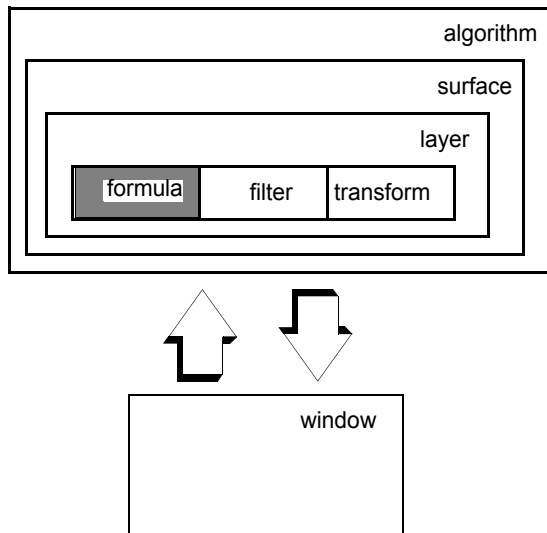 algorithm
surface
layer
formula filter transform
window